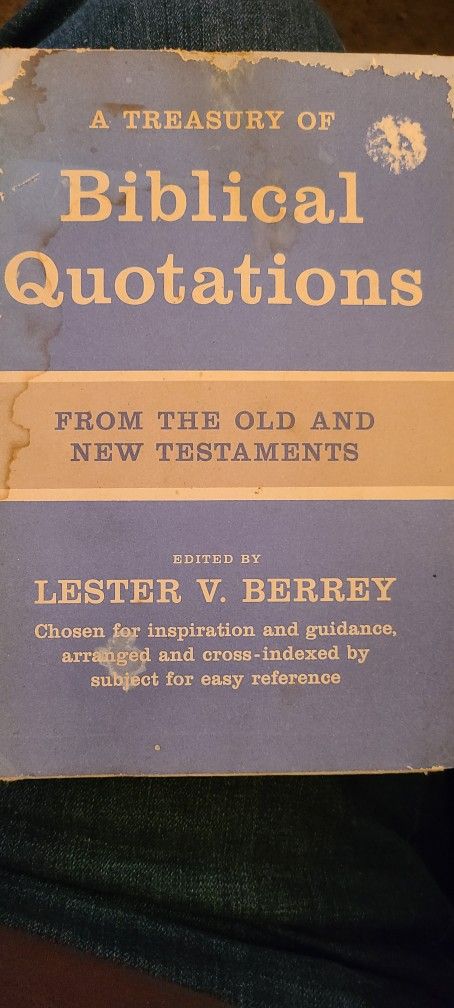 A TREASURY OF
Biblical
Quotations
FROM THE OLD AND
NEW TESTAMENTS
EDITED BY
LESTER V. BERREY
Chosen for inspiration and guidance,
arranged and cross-indexed by
subject for easy reference